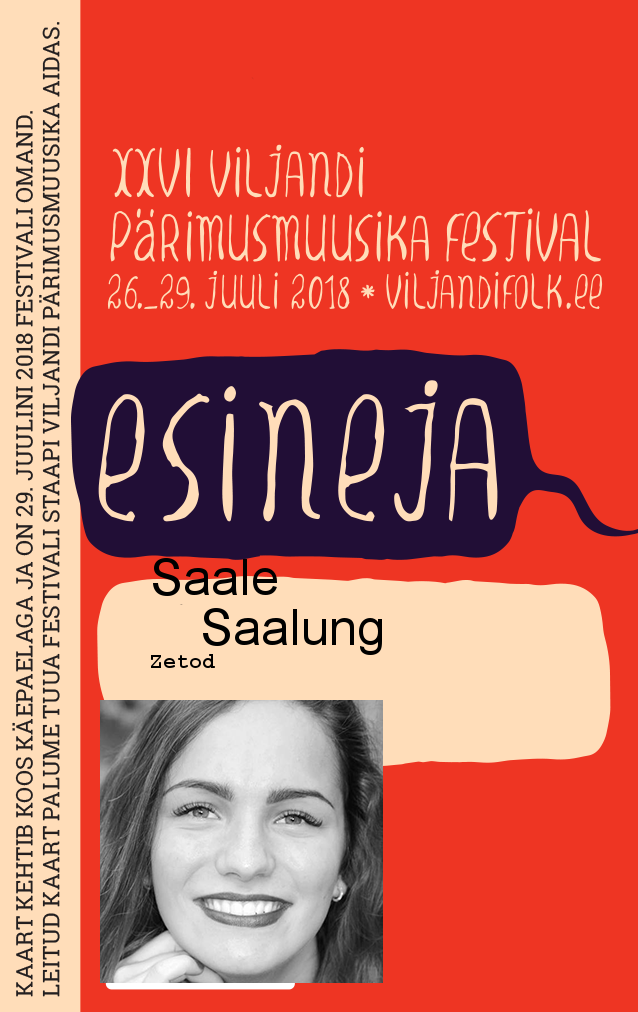 XXVI VILJANDI
PÄRIMUSMUUSIKA FESTIVAL
26._29. JUULI 2018 * VILJANDIFOLK.EE
esineja
Saale
Saalung
Zetod
KAART KEHTIB KOOS KÄEPAELAGA JA ON 29. JUULINI 2018 FESTIVALI OMAND.
LEITUD KAART PALUME TUUA FESTIVALI STAAPI VILJANDI PÄRIMUSMUUSIKA AIDAS.